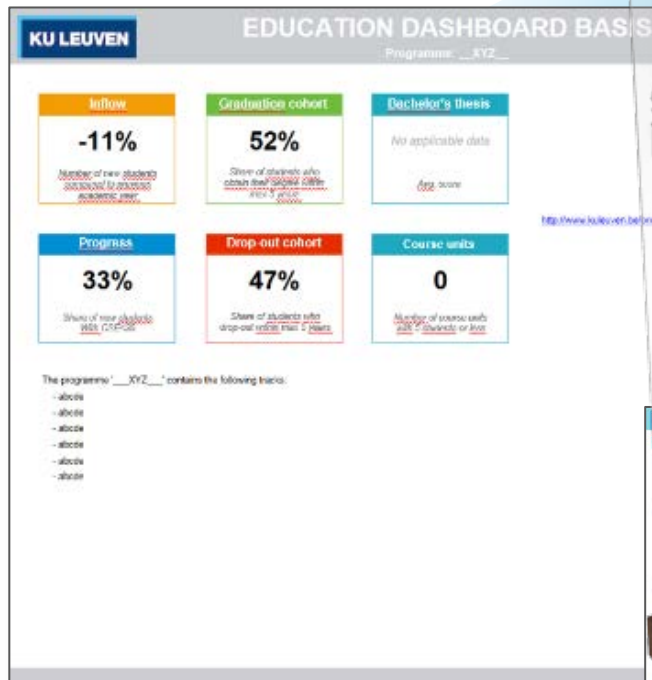 KU LEUVEN
EDUCATION DASHBOARD BASIS
Programme: __XYZ__
Inflow
-11%
Number of new students
compared to previous
academic year
Graduation cohort
52%
Share of students who
obtain their degree within
max 5 years
Bachelor's thesis
No applicable data
Avg. score
http://www.kuleuven.be/
Progress
33%
Share of new students
With
Drop-out cohort
47%
Share of students who
drop-out within max 5 years
Course units
0
Number of course units
with 5 students or less
The programme '___XYZ___' contains the following tracks:
- abcde
- abcde
- abcde
- abcde
- abcde
- abcde